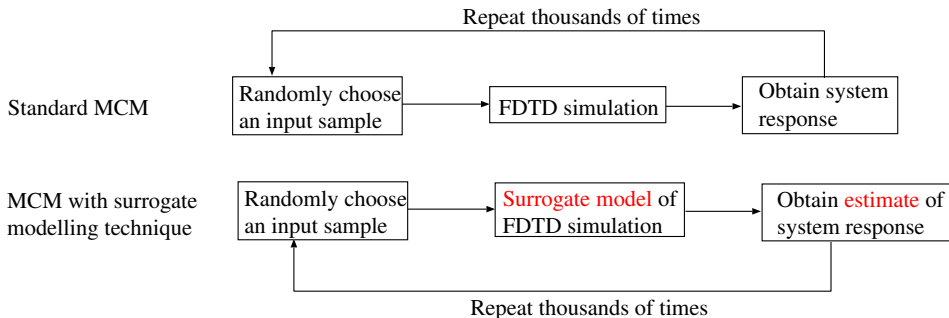 Repeat thousands of times
Standard MCM
Randomly choose
an input sample
FDTD simulation
Obtain system
response
MCM with surrogate
modelling technique
Randomly choose
an input sample
Surrogate model of
FDTD simulation
Obtain estimate of
system response
Repeat thousands of times